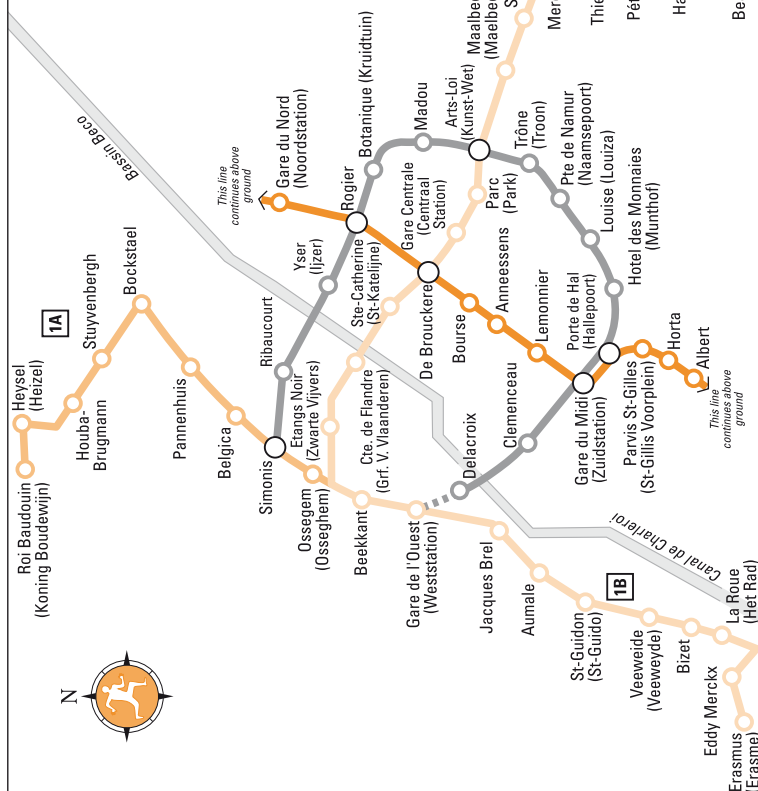 N
Roi Baudouin
(Koning Boudewijn)
Heysel
(Heizel)
Houba-
Brugmann
1A
Stuyvenbergh
Bockstael
Pannenhuis
Belgica
Simonis
Ossegem
(Osseghem)
Beekkant
Etangs Noir
(Zwarte Vijvers)
Cte. de Flandre
(Grf. V. Vlaanderen)
Ribaucourt
Yser
(Ijzer)
Bassin Beco
This line
continues above
ground
Gare du Nord
(Noordstation)
Rogier
Botanique (Kruidtuin)
Madou
Ste-Catherine
(St-Katelijne)
De Brouckere
Gare Centrale
(Centraal
Station)
Parc
(Park)
Arts-Loi
(Kunst-Wet)
Maalbee
(Maelbee
S
Mer
Thie
Pét
Ha
Be
Trône
(Troon)
Pte de Namur
(Naamsepoort)
Louise (Louiza)
Hotel des Monnaies
(Munthof)
Porte de Hal
(Hallepoort)
Bourse
Anneessens
Lemonnier
Gare du Midi
(Zuidstation)
Clemenceau
Delacroix
Parvis St-Gilles
(St-Gillis Voorplein)
Horta
Albert
This line
continues above
ground
Gare de l'Ouest
(Weststation)
Jacques Brel
Aumale
1B
St-Guidon
(St-Guido)
Veeweide
(Veeweyde)
Bizet
La Roue
(Het Rad)
Eddy Merckx
Erasmus
(Erasme)
Canal de Charleroi